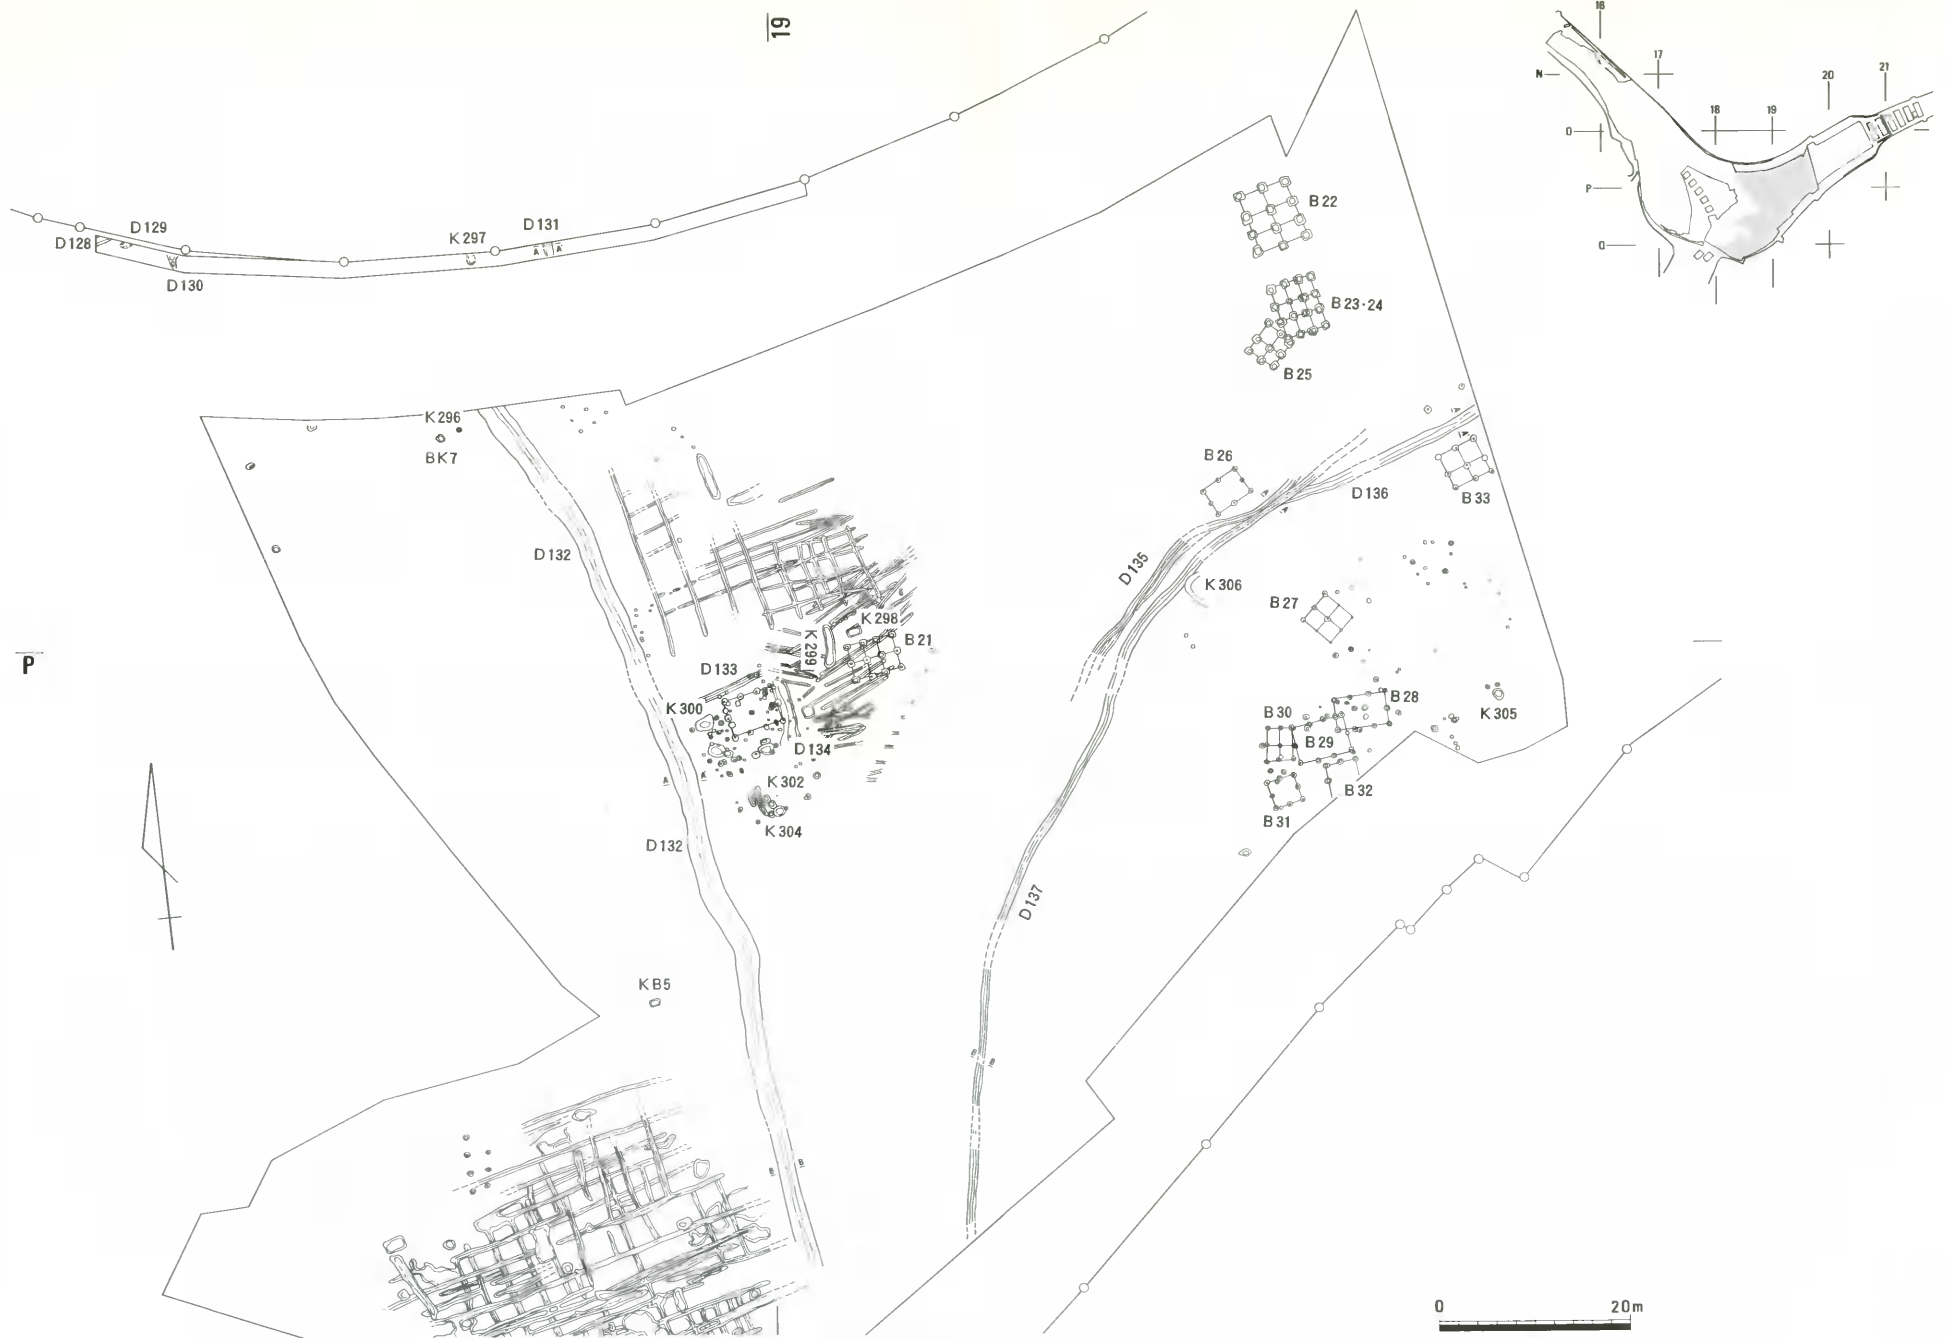 19
16
17
N
20
21
18
19
O
P
Q
D129
D128
D130
K297
D131
A
A'
B22
B23・24
B25
K296
BK7
B26
D136
B33
D132
D135
K306
B27
K298
B21
K299
D133
K300
D134
P
B28
K305
B30
B29
B32
B31
K302
K304
D132
D137
KB5
0
20m